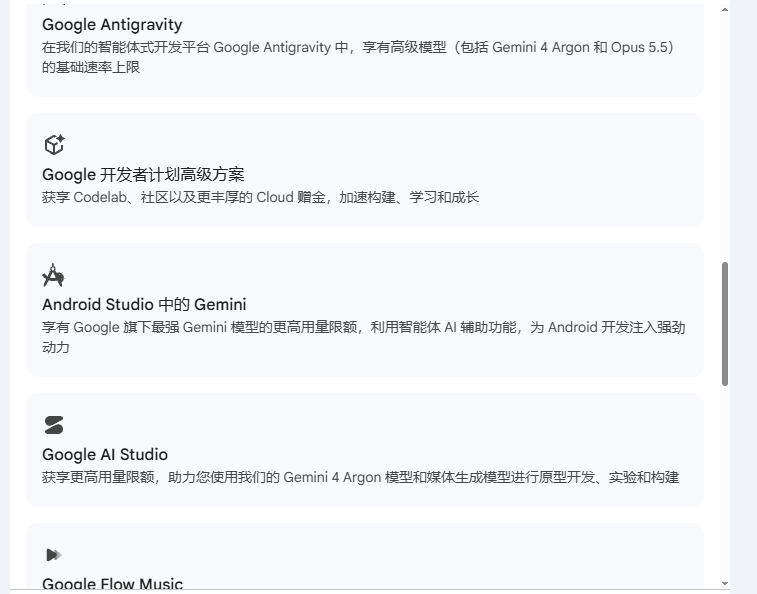 Google Antigravity
在我们的智能体式开发平台 Google Antigravity 中，享有高级模型（包括 Gemini 4 Argon 和 Opus 5.5）
的基础速率上限
Google 开发者计划高级方案
获享 Codelab、社区以及更丰厚的 Cloud 赠金，加速构建、学习和成长
Android Studio 中的 Gemini
享有 Google 旗下最强 Gemini 模型的更高用量限额，利用智能体 AI 辅助功能，为 Android 开发注入强劲
动力
Google AI Studio
获享更高用量限额，助力您使用我们的 Gemini 4 Argon 模型和媒体生成模型进行原型开发、实验和构建
Google Flow Music